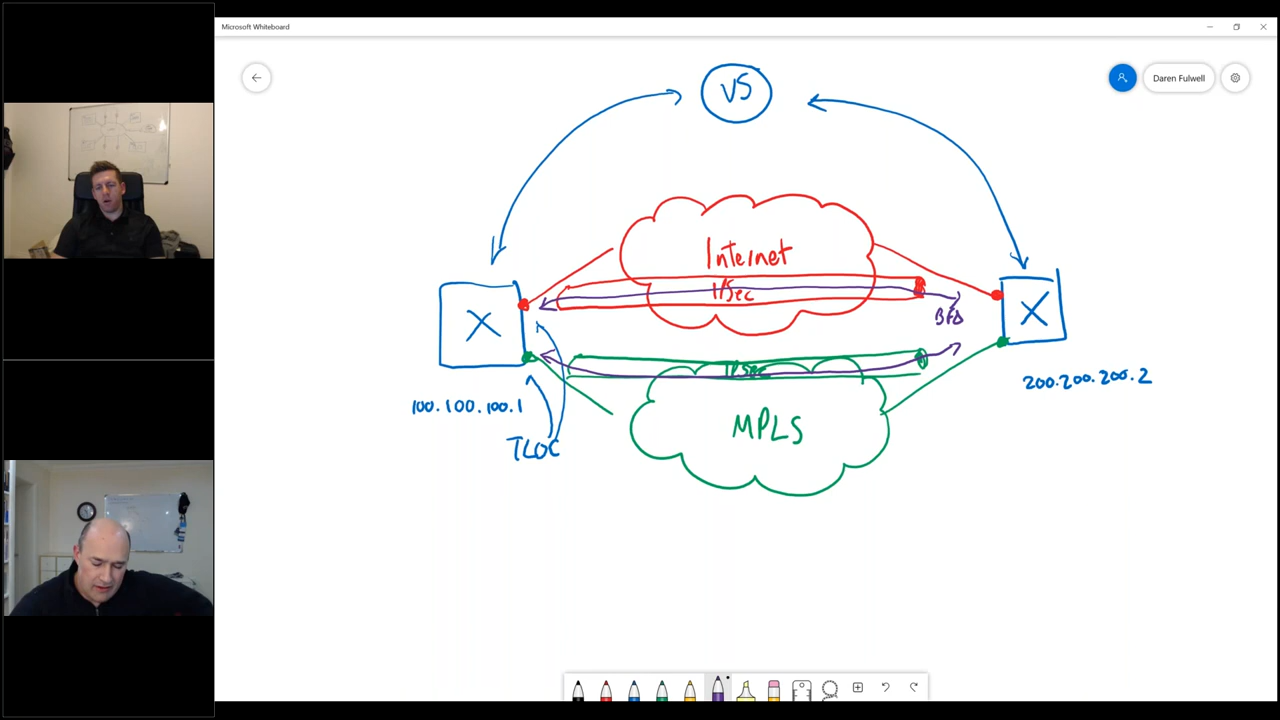 Microsoft Whiteboard
Daren Fulwell
VS
Internet
IPSec
BFD
IPSec
MPLS
100.100.100.1
TLOC
200.200.200.2